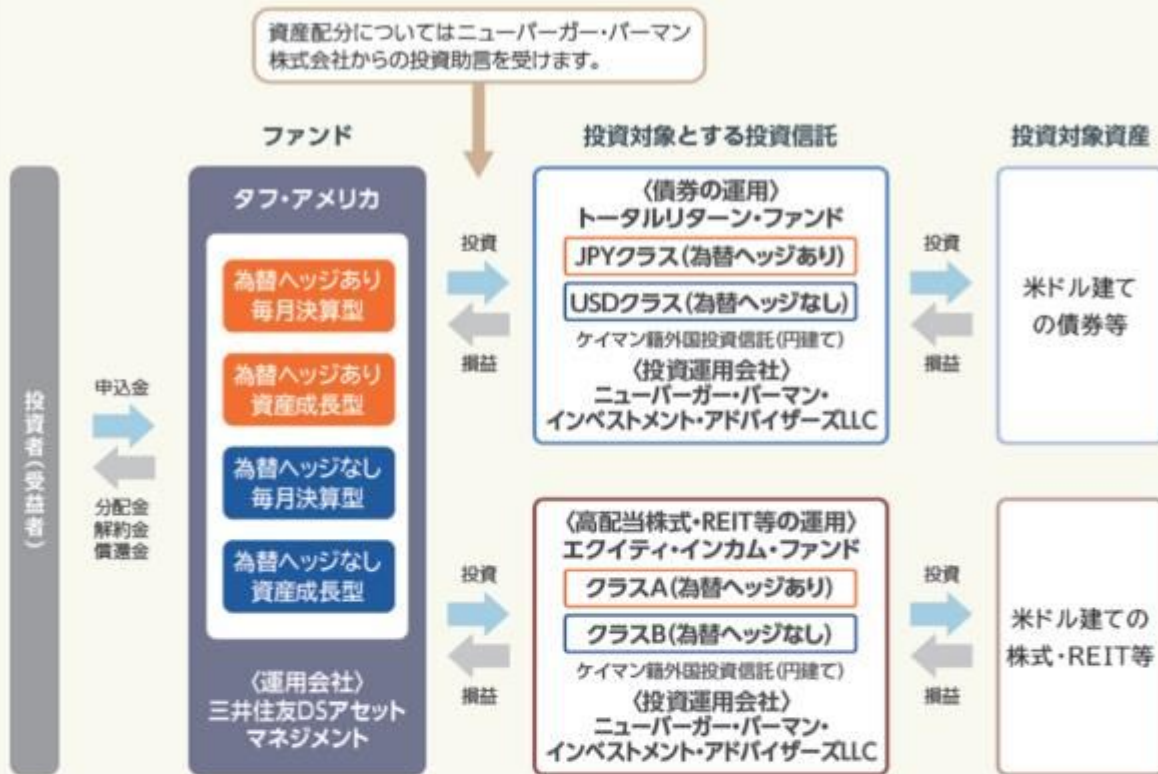 資産配分についてはニューバーガー・バーマン
株式会社からの投資助言を受けます。
ファンド
投資対象とする投資信託
投資対象資産
投資者(受益者)
申込金
分配金
解約金
償還金
タフ・アメリカ
為替ヘッジあり
毎月決算型
為替ヘッジあり
資産成長型
為替ヘッジなし
毎月決算型
為替ヘッジなし
資産成長型
〈運用会社〉
三井住友DSアセット
マネジメント
投資
損益
〈債券の運用〉
トータルリターン・ファンド
JPYクラス(為替ヘッジあり)
USDクラス(為替ヘッジなし)
ケイマン籍外国投資信託(円建て)
〈投資運用会社〉
ニューバーガー・バーマン・
インベストメント・アドバイザーズLLC
投資
損益
米ドル建て
の債券等
投資
損益
〈高配当株式・REIT等の運用〉
エクイティ・インカム・ファンド
クラスA(為替ヘッジあり)
クラスB(為替ヘッジなし)
ケイマン籍外国投資信託(円建て)
〈投資運用会社〉
ニューバーガー・バーマン・
インベストメント・アドバイザーズLLC
投資
損益
米ドル建ての
株式・REIT等